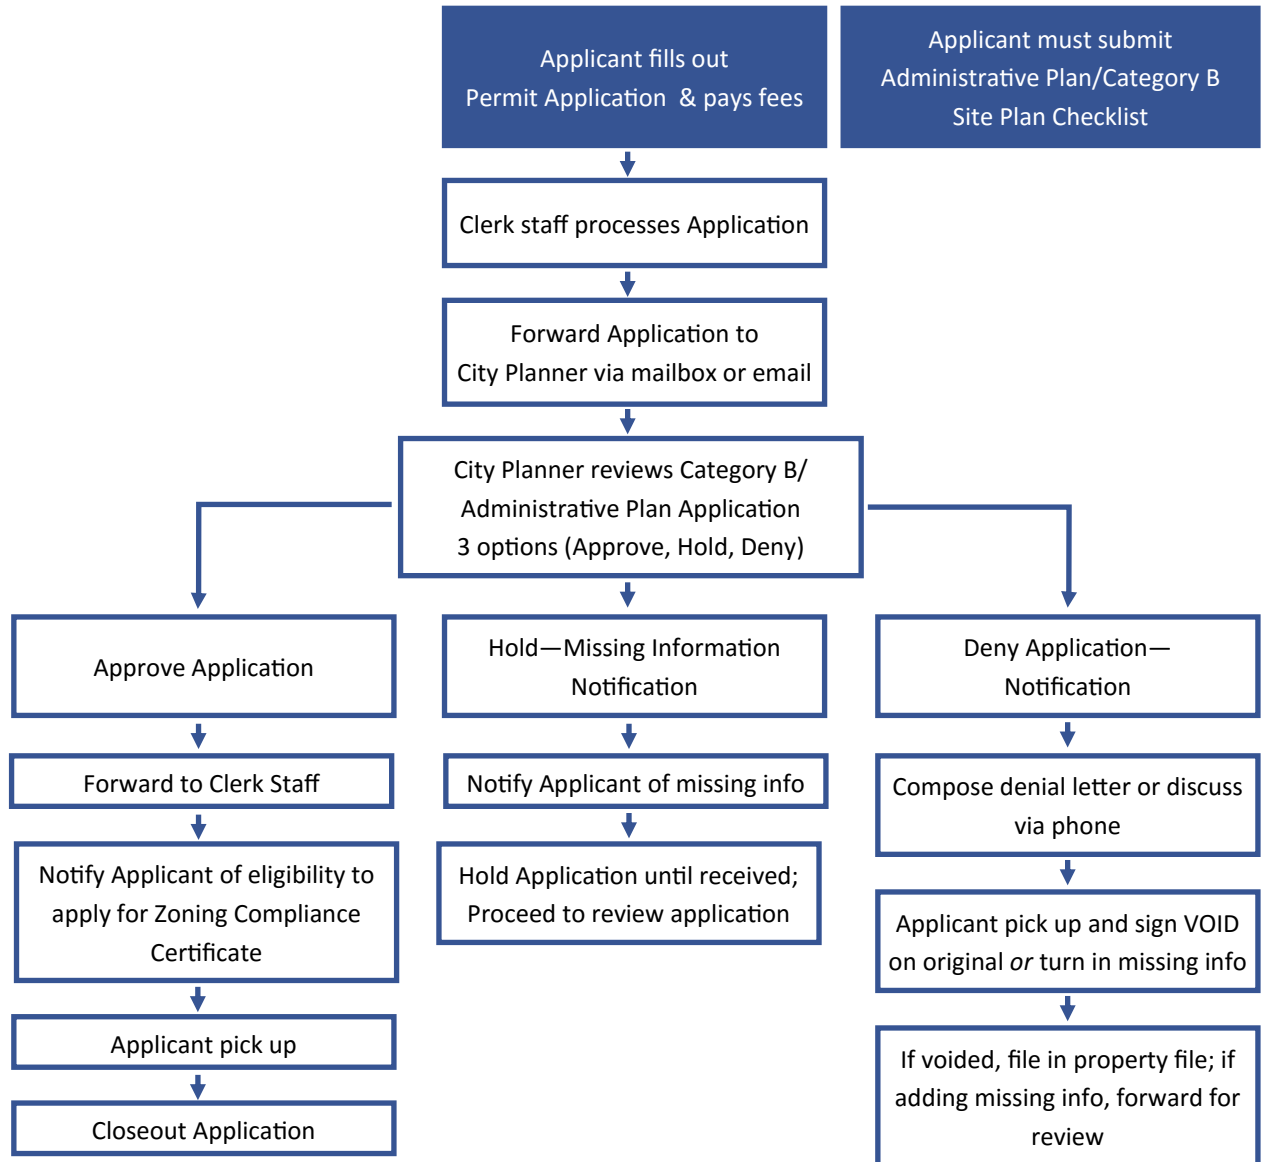 Applicant fills out
Permit Application & pays fees
Applicant must submit
Administrative Plan/Category B
Site Plan Checklist
Clerk staff processes Application
Forward Application to
City Planner via mailbox or email
City Planner reviews Category B/
Administrative Plan Application
3 options (Approve, Hold, Deny)
Approve Application
Forward to Clerk Staff
Notify Applicant of eligibility to
apply for Zoning Compliance
Certificate
Applicant pick up
Closeout Application
Hold—Missing Information
Notification
Notify Applicant of missing info
Hold Application until received;
Proceed to review application
Deny Application—
Notification
Compose denial letter or discuss
via phone
Applicant pick up and sign VOID
on original or turn in missing info
If voided, file in property file; if
adding missing info, forward for
review